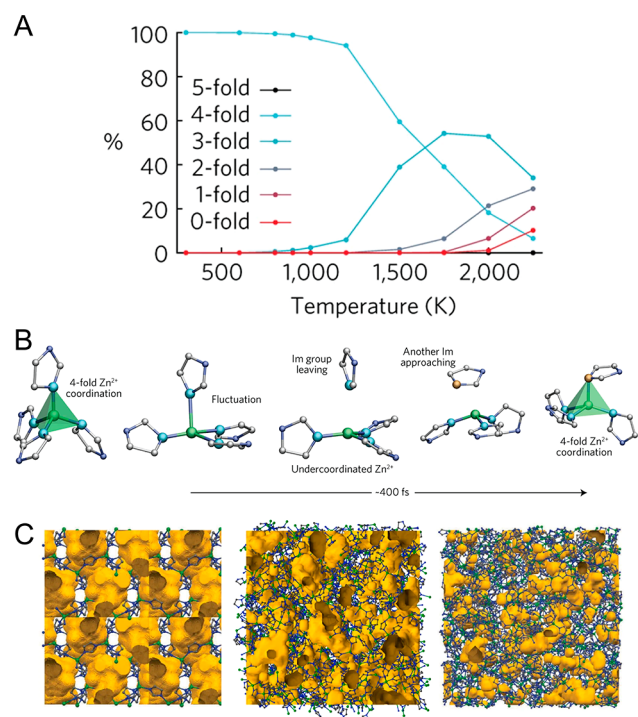 A
100
80
60
40
20
0
%
5-fold
4-fold
3-fold
2-fold
1-fold
0-fold
500
1,000
1,500
2,000
Temperature (K)
B
4-fold Zn²⁺
coordination
Fluctuation
Im group
leaving
Undercoordinated Zn²⁺
Another Im
approaching
4-fold Zn²⁺
coordination
~400 fs
C